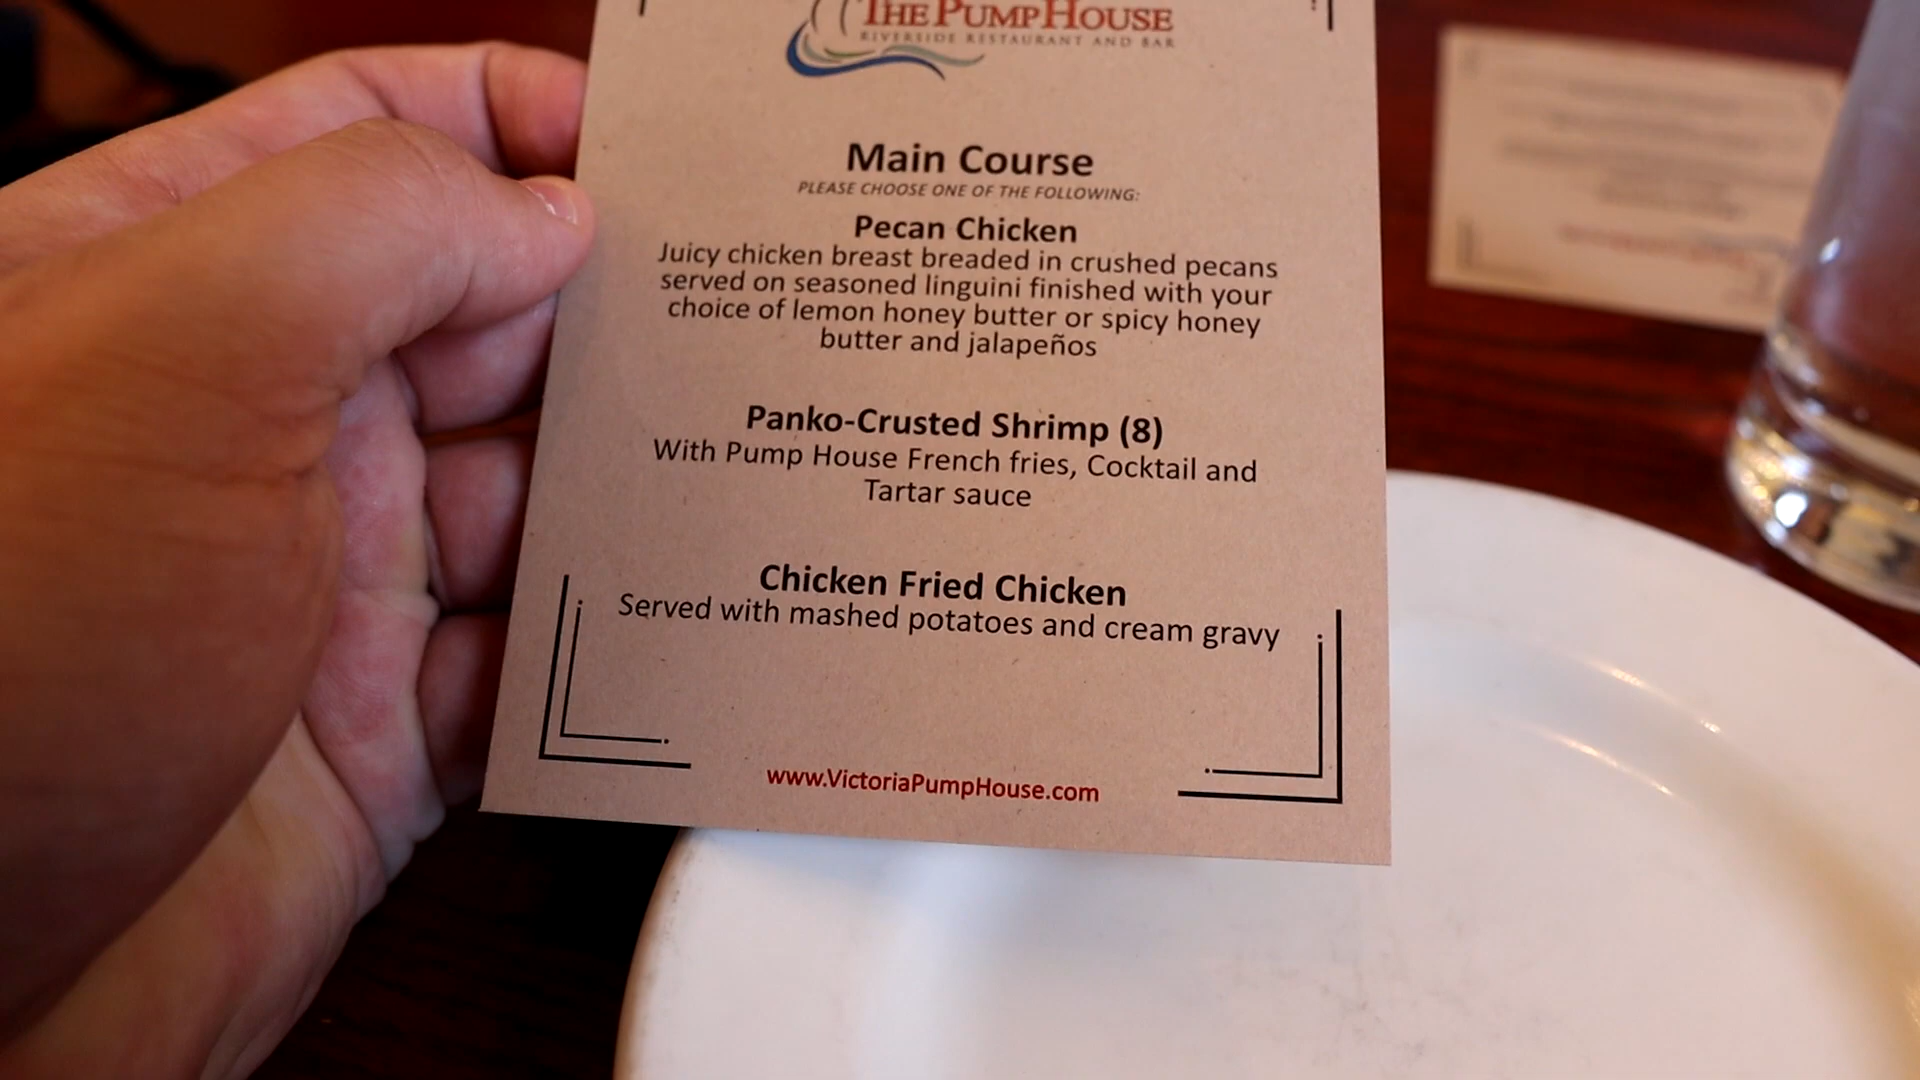 THE PUMP HOUSE
RIVERSIDE RESTAURANT AND BAR
Main Course
PLEASE CHOOSE ONE OF THE FOLLOWING:
Pecan Chicken
Juicy chicken breast breaded in crushed pecans
served on seasoned linguini finished with your
choice of lemon honey butter or spicy honey
butter and jalapeños
Panko-Crusted Shrimp (8)
With Pump House French fries, Cocktail and
Tartar sauce
Chicken Fried Chicken
Served with mashed potatoes and cream gravy
www.VictoriaPumpHouse.com